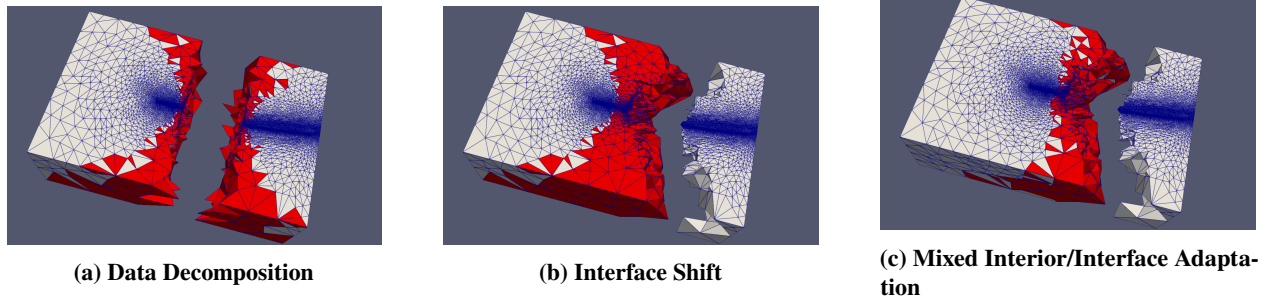 (a) Data Decomposition
(b) Interface Shift
(c) Mixed Interior/Interface Adapta-
tion